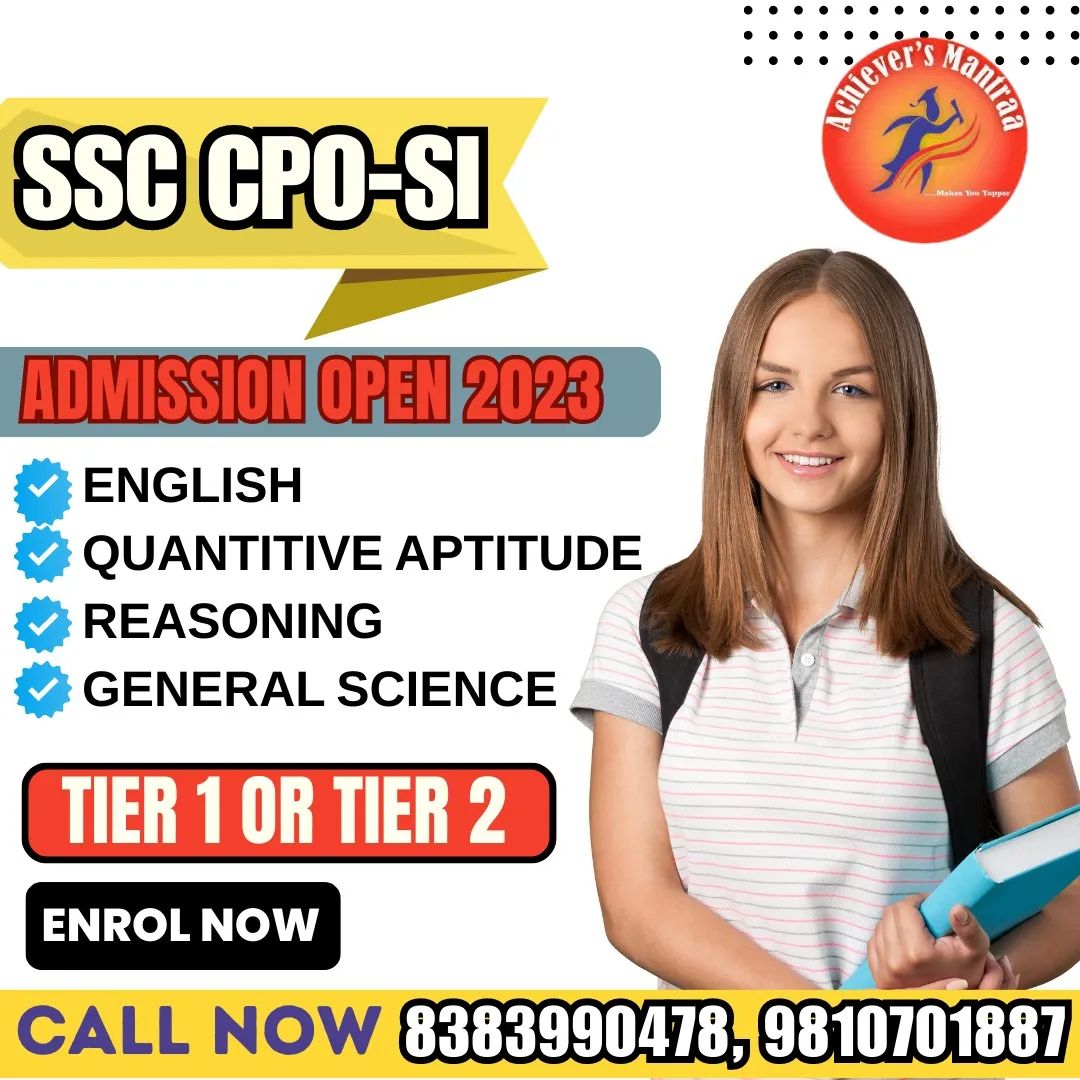 Achiever's Mantraa
.....Makes You Topper
SSC CPO-SI
ADMISSION OPEN 2023
ENGLISH
QUANTITIVE APTITUDE
REASONING
GENERAL SCIENCE
TIER 1 OR TIER 2
ENROL NOW
CALL NOW 8383990478, 9810701887